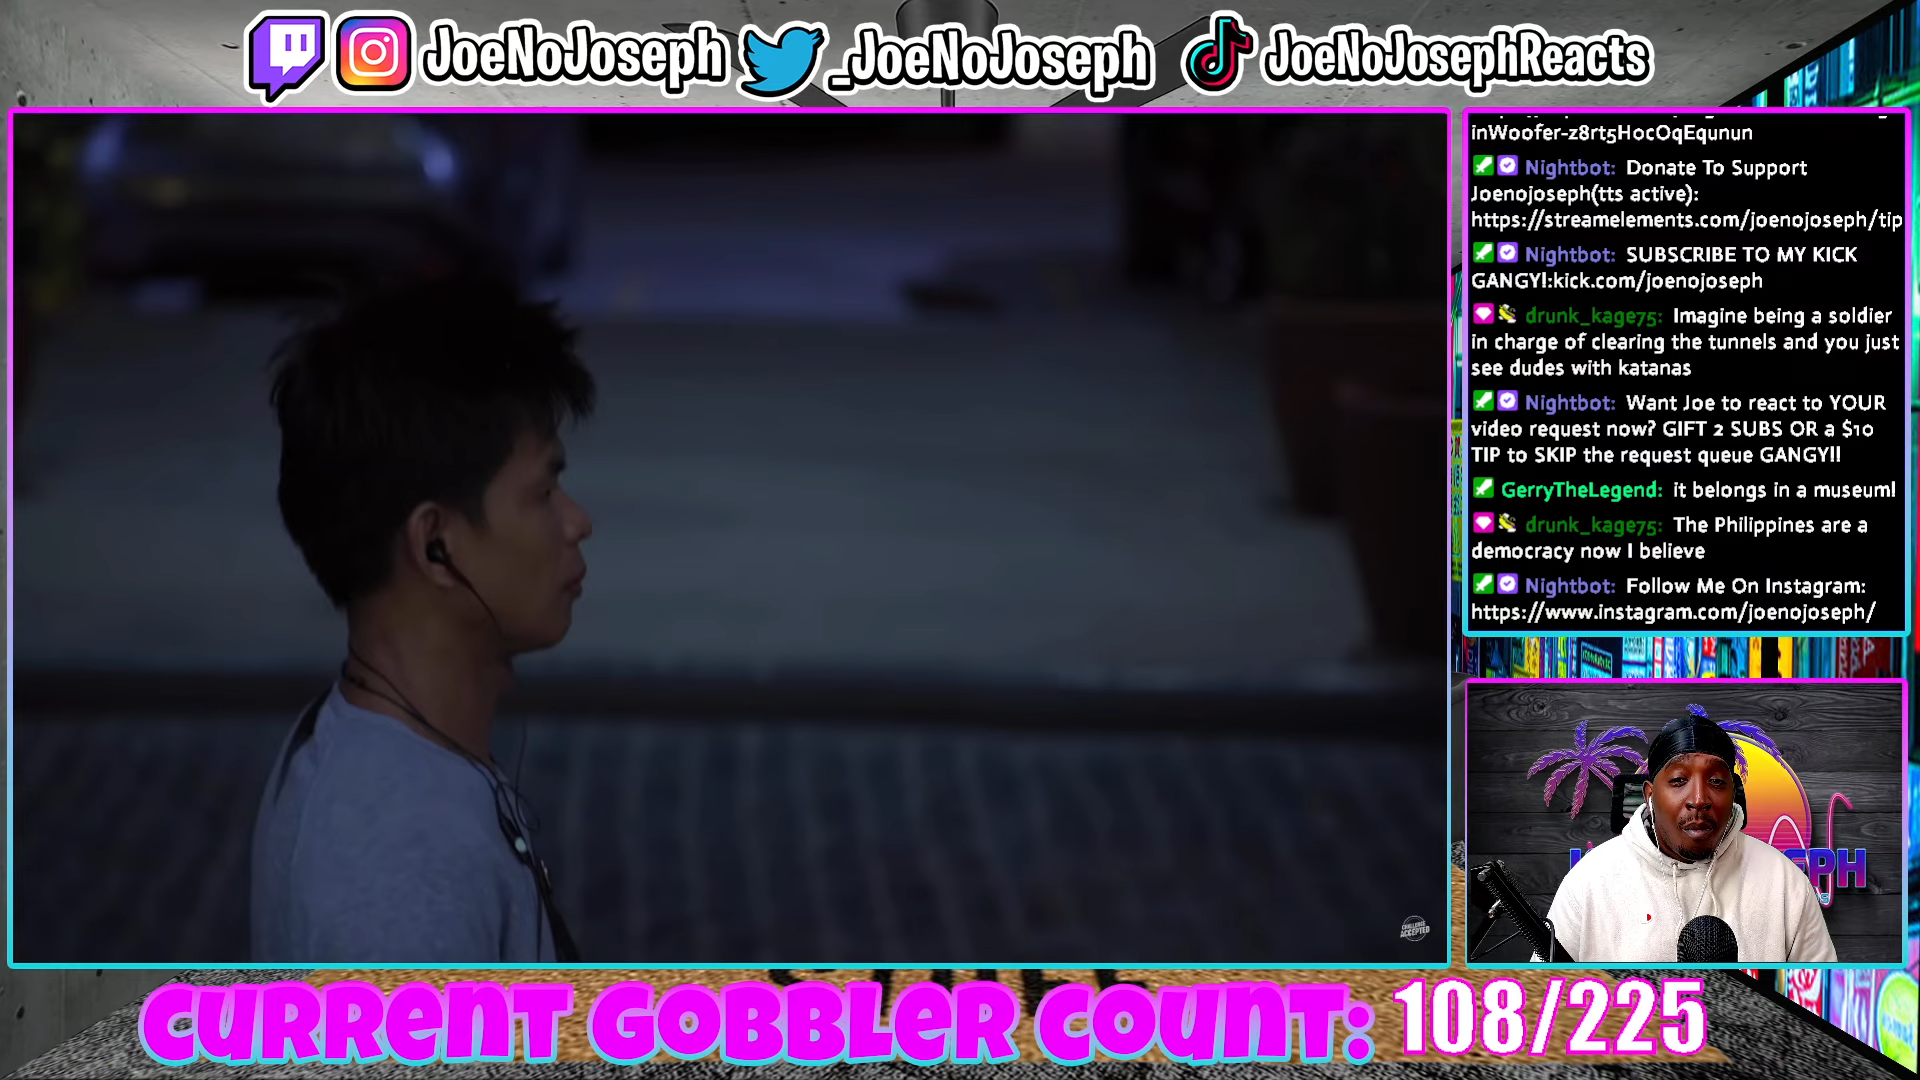 JoeNoJoseph _JoeNoJoseph JoeNoJosephReacts
inWoofer-z8rt5HocOqEqunun
Nightbot: Donate To Support
Joenojoseph(tts active):
https://streamelements.com/joenojoseph/tip
Nightbot: SUBSCRIBE TO MY KICK
GANGY!:kick.com/joenojoseph
drunk_kage75: Imagine being a soldier
in charge of clearing the tunnels and you just
see dudes with katanas
Nightbot: Want Joe to react to YOUR
video request now? GIFT 2 SUBS OR a $10
TIP to SKIP the request queue GANGY!!
GerryTheLegend: it belongs in a museum!
drunk_kage75: The Philippines are a
democracy now I believe
Nightbot: Follow Me On Instagram:
https://www.instagram.com/joenojoseph/
CHALLENGE
ACCEPTED
CURRENT GOBBLER COUNT: 108/225